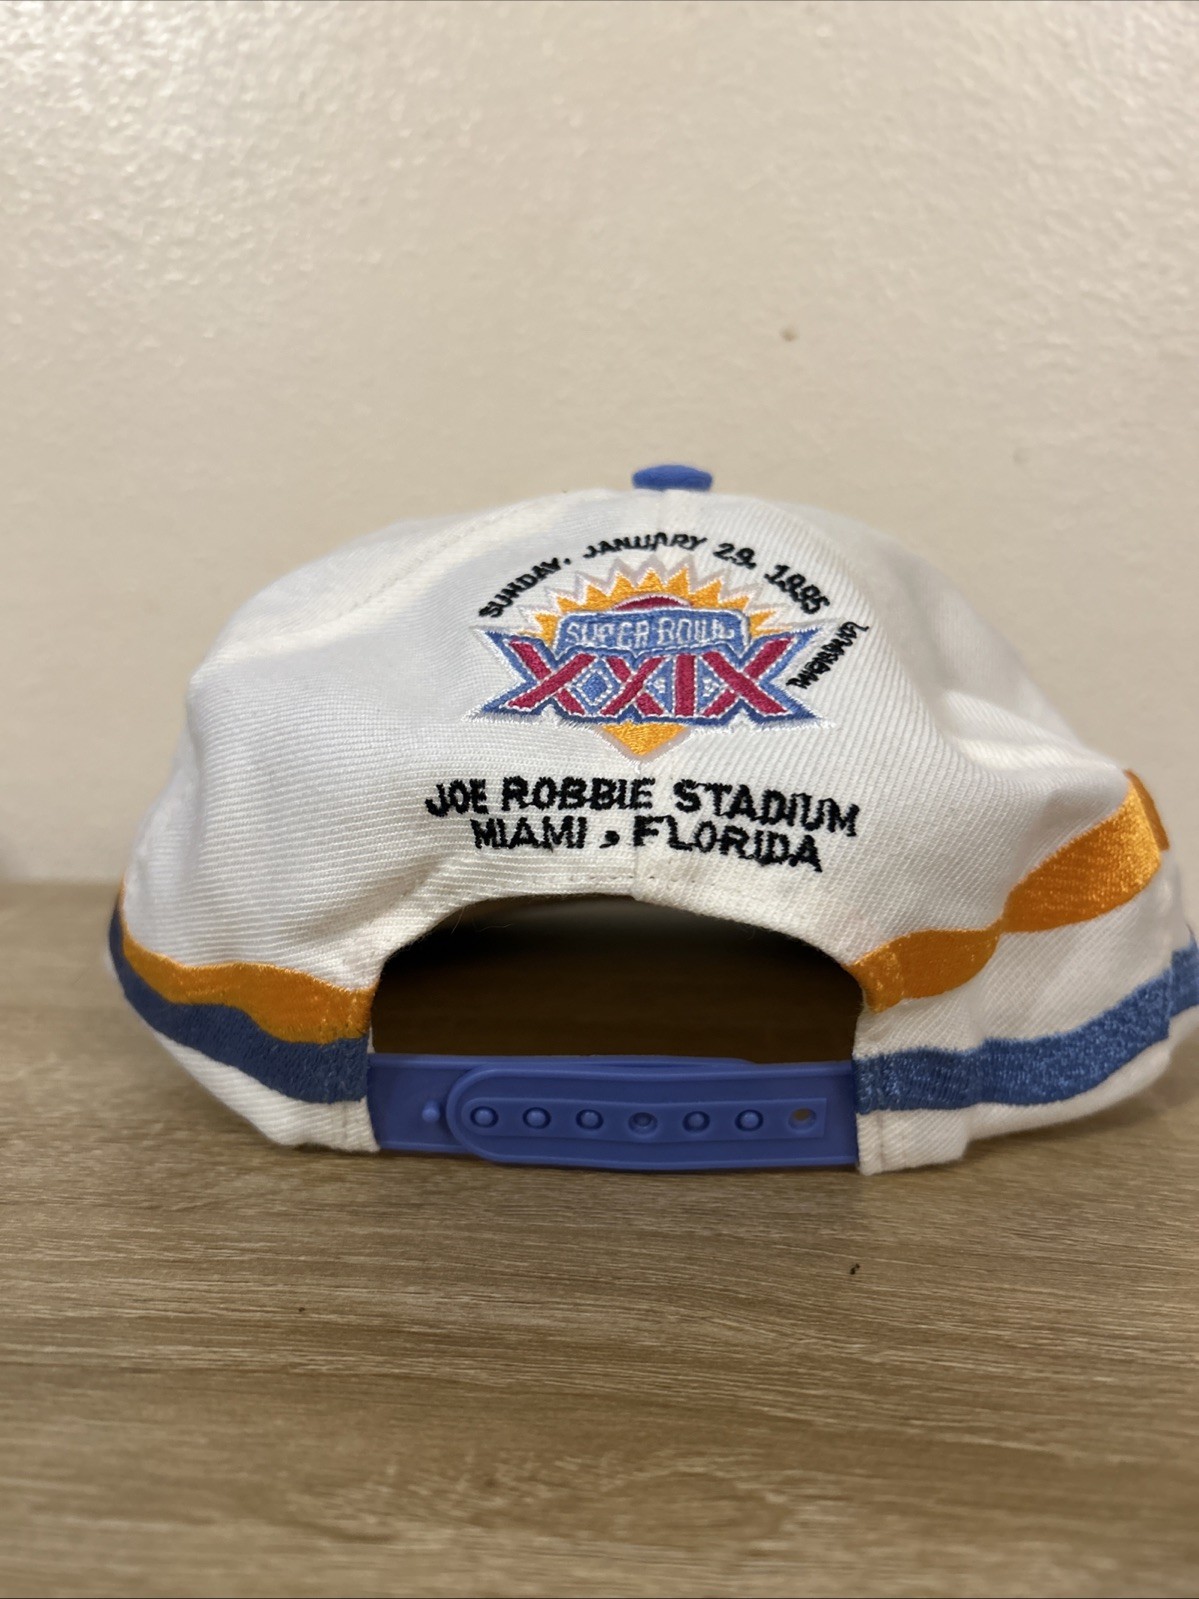 SUNDAY, JANUARY 29, 1995
SUPER BOWL
XXIX
JOE ROBBIE STADIUM
MIAMI, FLORIDA